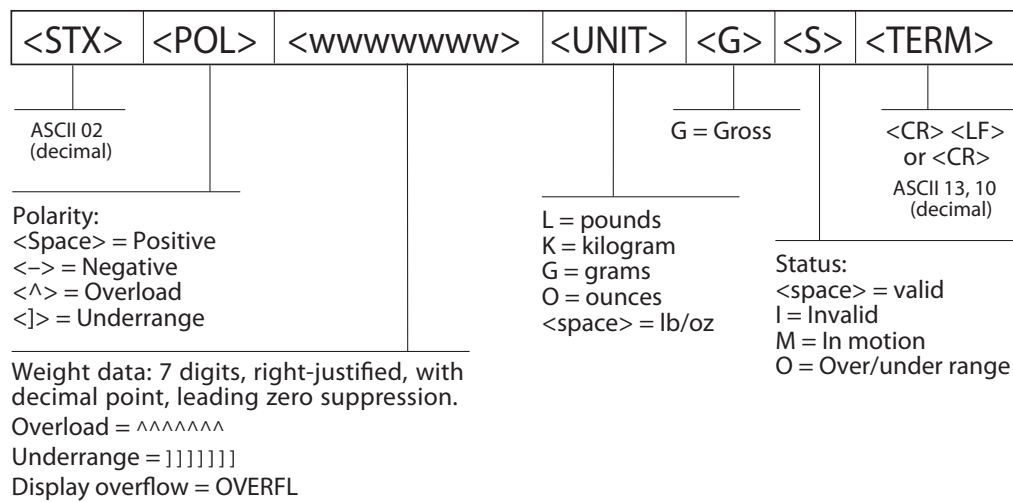 <STX> <POL> <wwwwwww> <UNIT> <G> <S> <TERM>
ASCII 02
(decimal)
G = Gross
<CR> <LF>
or <CR>
ASCII 13, 10
(decimal)
Polarity:
<Space> = Positive
<–> = Negative
<^> = Overload
<]> = Underrange
L = pounds
K = kilogram
G = grams
O = ounces
<space> = lb/oz
Status:
<space> = valid
I = Invalid
M = In motion
O = Over/under range
Weight data: 7 digits, right-justified, with
decimal point, leading zero suppression.
Overload = ^^^^^^^
Underrange = ]]]]]]]
Display overflow = OVERFL